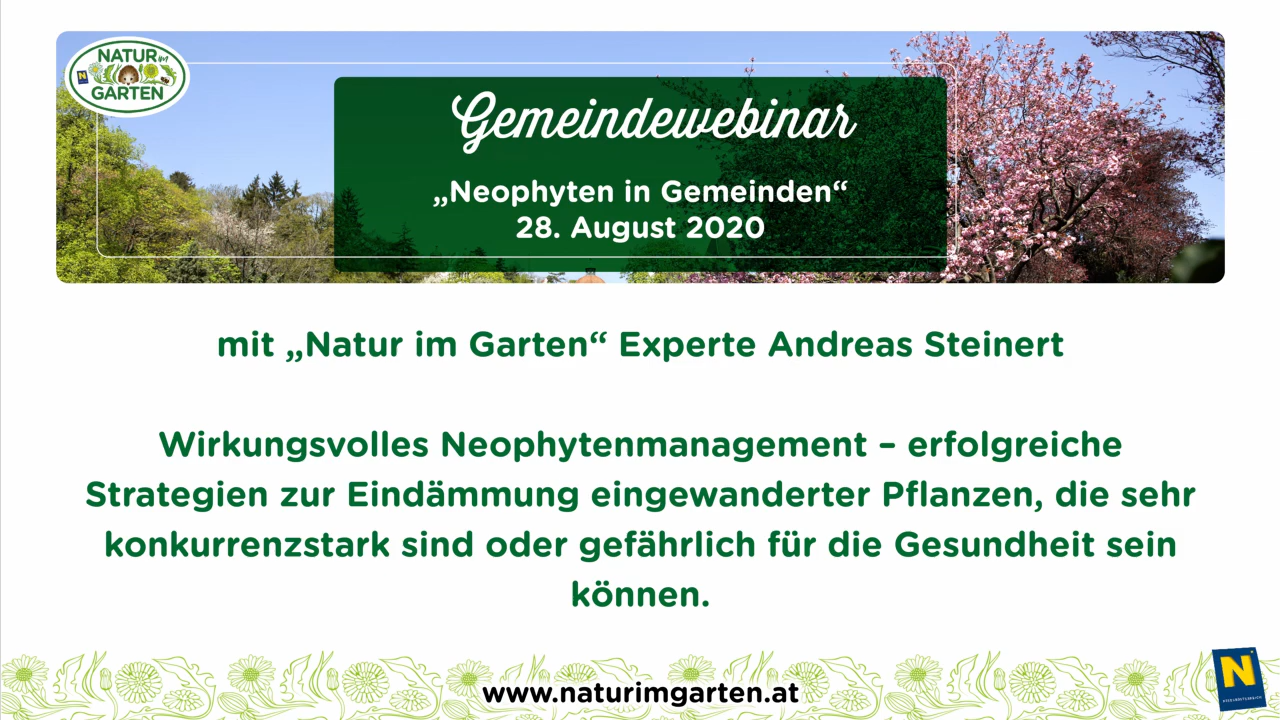 NATUR im
GARTEN
Gemeindewebinar
„Neophyten in Gemeinden“
28. August 2020
mit „Natur im Garten“ Experte Andreas Steinert
Wirkungsvolles Neophytenmanagement – erfolgreiche
Strategien zur Eindämmung eingewanderter Pflanzen, die sehr
konkurrenzstark sind oder gefährlich für die Gesundheit sein
können.
www.naturimgarten.at
N